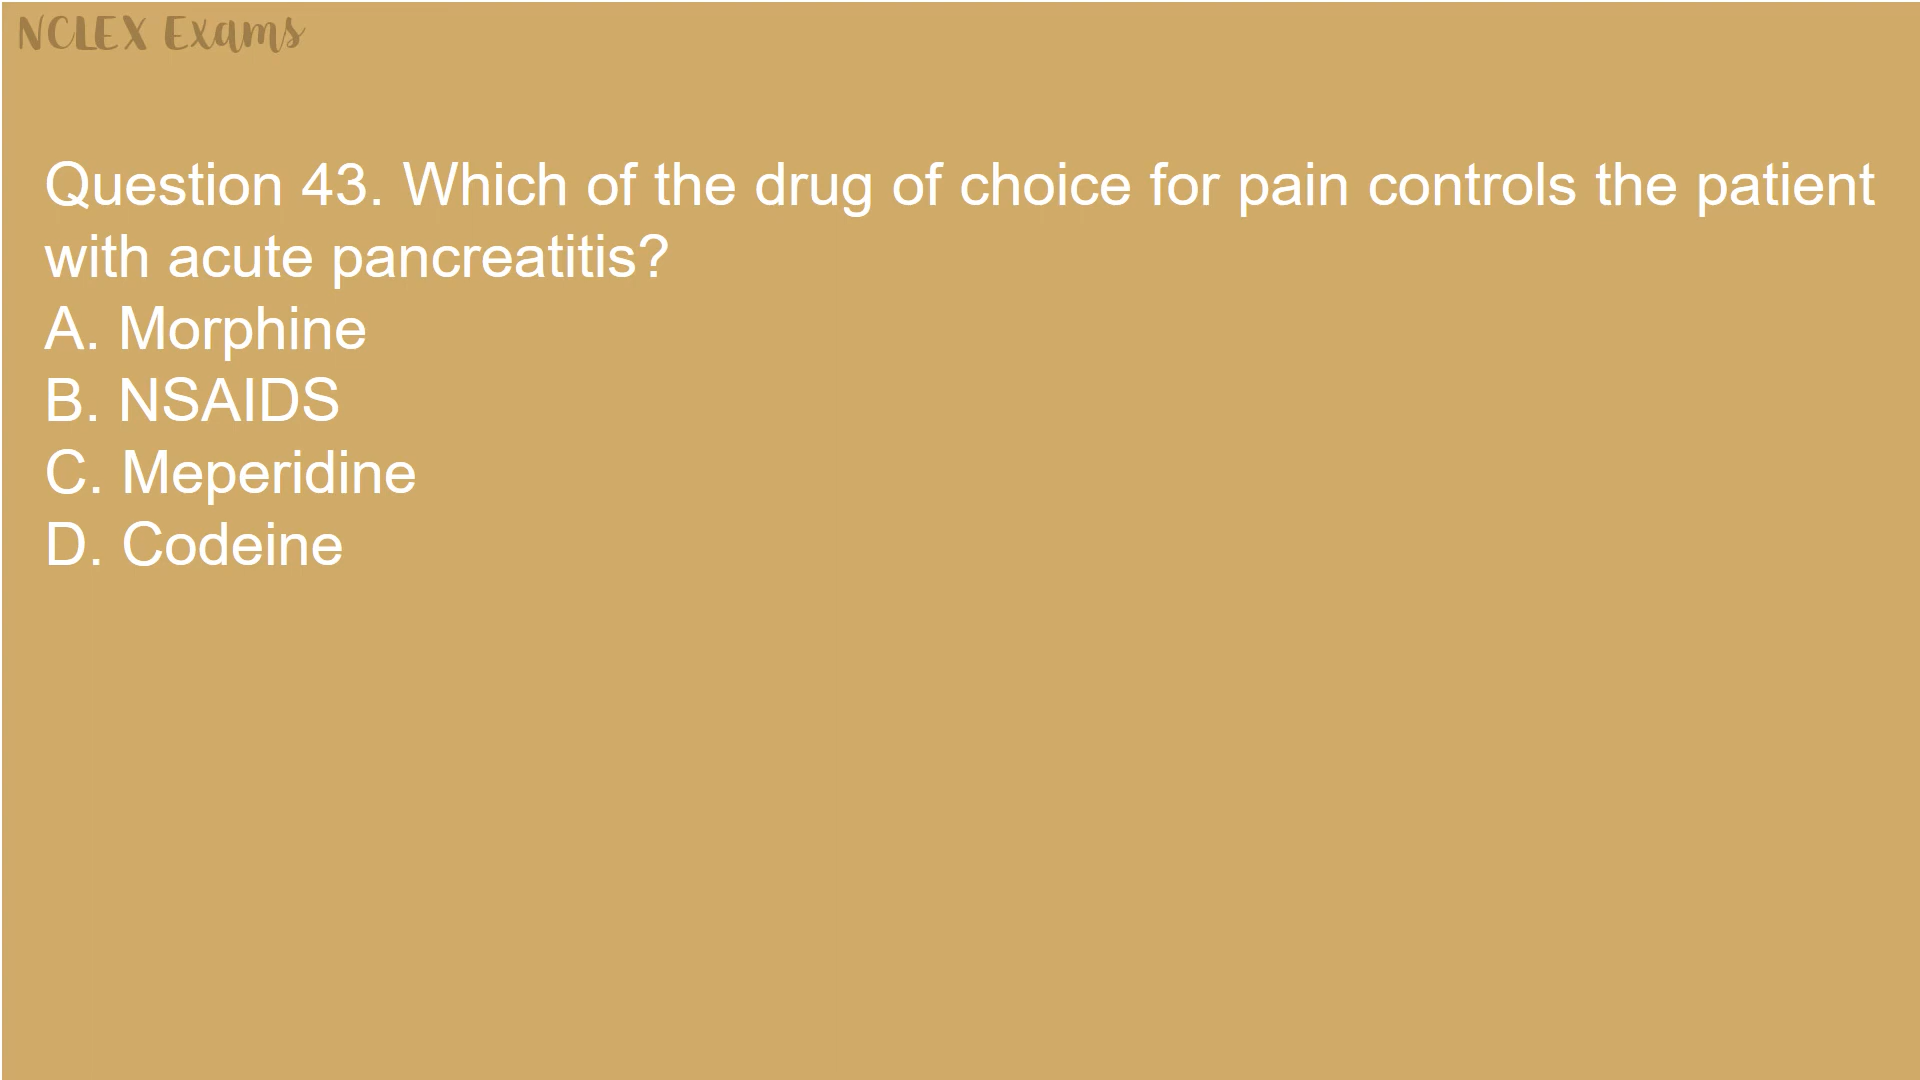 NCLEX Exams
Question 43. Which of the drug of choice for pain controls the patient
with acute pancreatitis?
A. Morphine
B. NSAIDS
C. Meperidine
D. Codeine